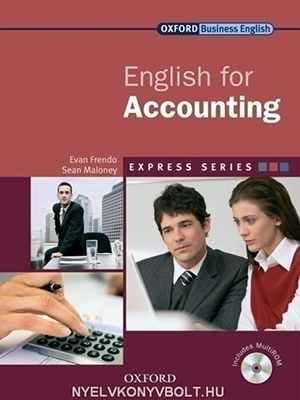 OXFORD Business English
English for
Accounting
Evan Frendo
Sean Maloney
EXPRESS SERIES
Includes MultiROM
OXFORD
NYELVKONYVBOLT.HU